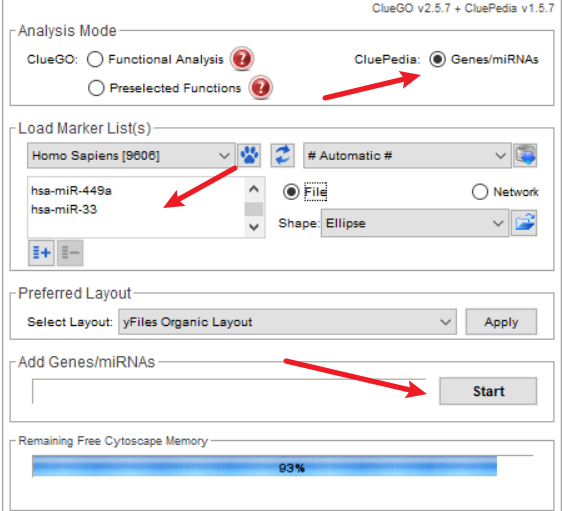 ClueGO v2.5.7 + CluePedia v1.5.7
Analysis Mode
ClueGO: Functional Analysis ? CluePedia: Genes/miRNAs
Preselected Functions ?
Load Marker List(s)
Homo Sapiens [9606] # Automatic #
hsa-miR-449a File Network
hsa-miR-33
Shape: Ellipse
Preferred Layout
Select Layout: yFiles Organic Layout Apply
Add Genes/miRNAs
Start
Remaining Free Cytoscape Memory
93%